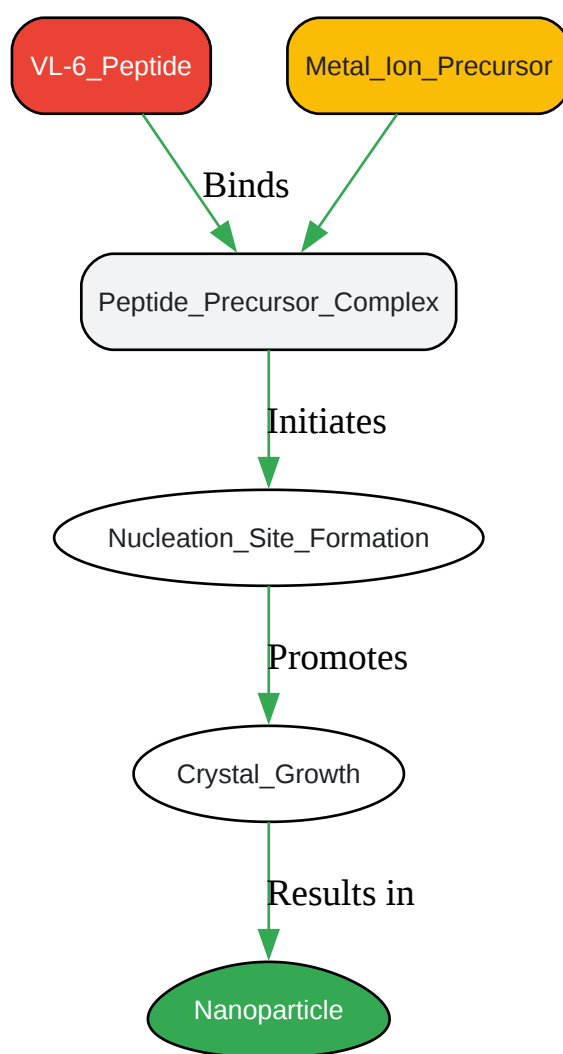 VL-6_Peptide
Metal_Ion_Precursor
Binds
Peptide_Precursor_Complex
Initiates
Nucleation_Site_Formation
Promotes
Crystal_Growth
Results in
Nanoparticle